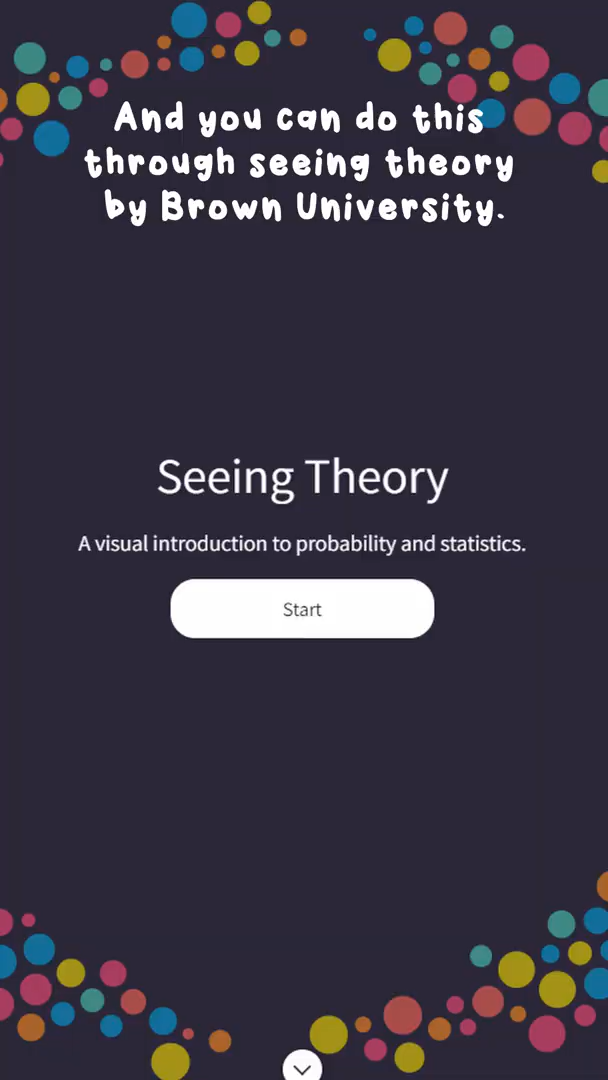 And you can do this
through seeing theory
by Brown University.
Seeing Theory
A visual introduction to probability and statistics.
Start